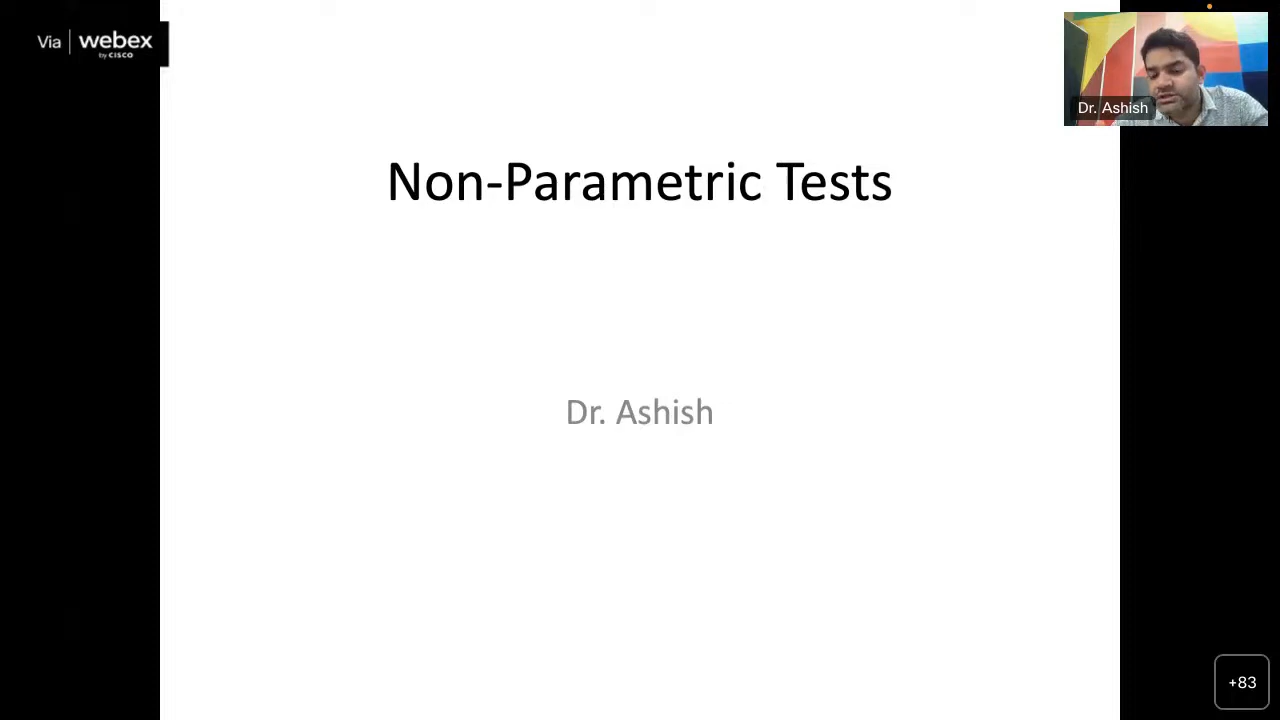 Via | webex
by CISCO
Dr. Ashish
Non-Parametric Tests
Dr. Ashish
+83